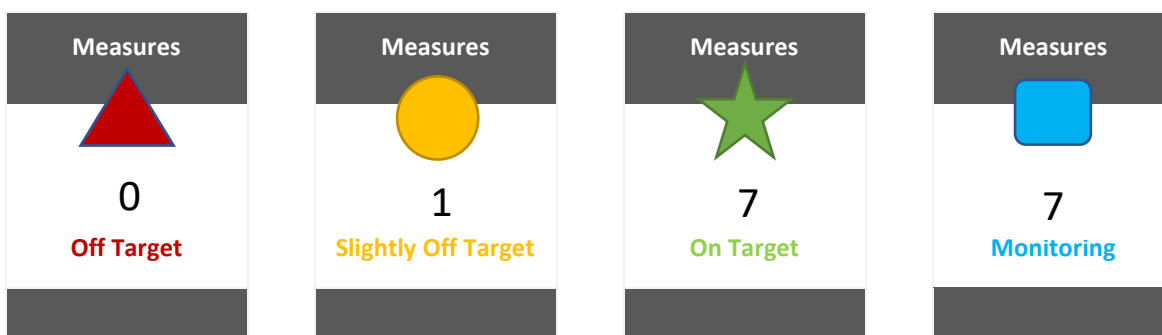 Measures
0
Off Target
Measures
1
Slightly Off Target
Measures
7
On Target
Measures
7
Monitoring